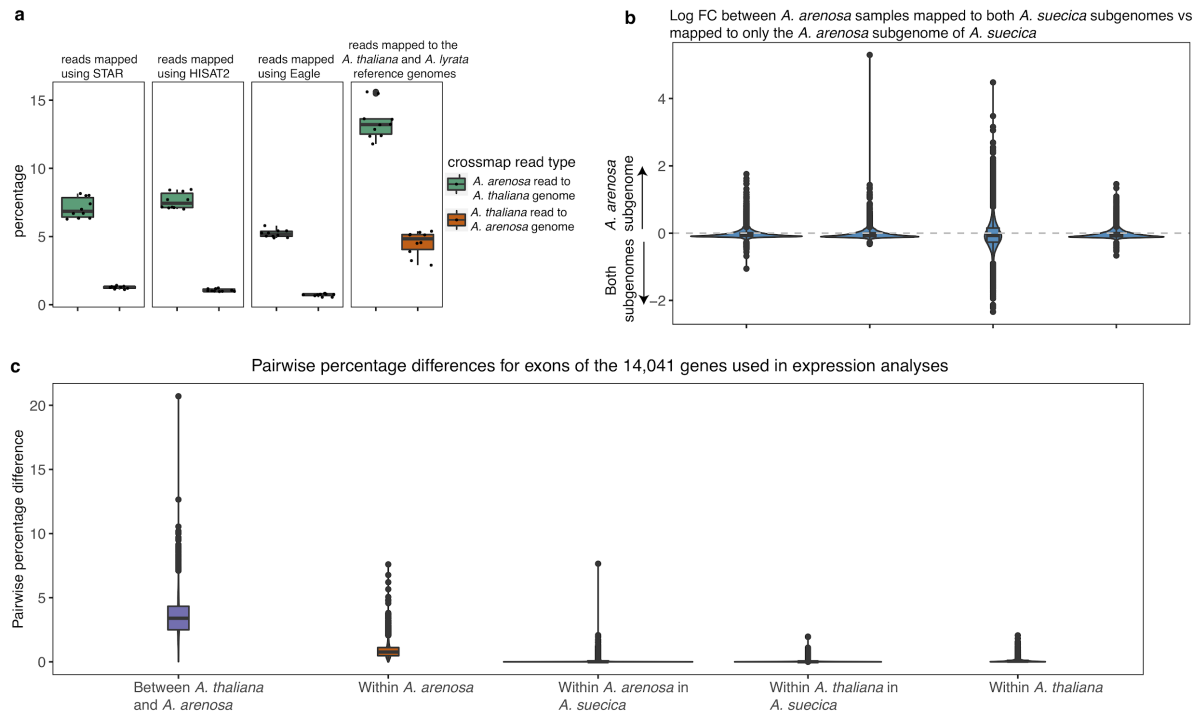 a
reads mapped
using STAR
reads mapped
using HISAT2
reads mapped
using Eagle
reads mapped to the
A. thaliana and A. lyrata
reference genomes
percentage
15
10
5
0
crossmap read type
A. arenosa read to
A. thaliana genome
A. thaliana read to
A. arenosa genome
b
Log FC between A. arenosa samples mapped to both A. suecica subgenomes vs
mapped to only the A. arenosa subgenome of A. suecica
A. arenosa
subgenome
Both
subgenomes
4
2
0
−2
c
Pairwise percentage differences for exons of the 14,041 genes used in expression analyses
Pairwise percentage difference
20
15
10
5
0
Between A. thaliana
and A. arenosa
Within A. arenosa
Within A. arenosa in
A. suecica
Within A. thaliana in
A. suecica
Within A. thaliana